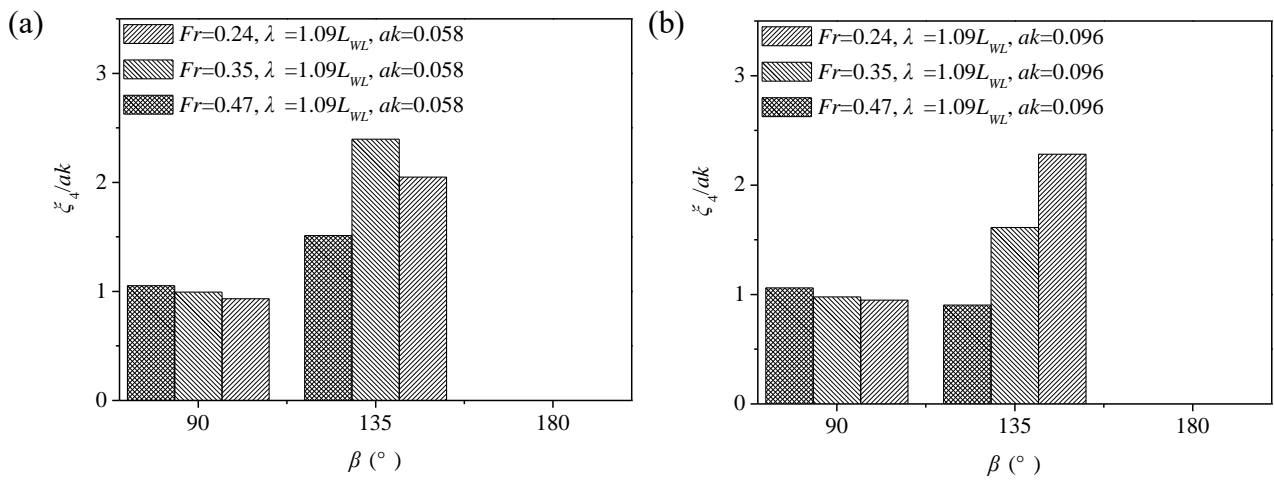 (a)
Fr=0.24, λ =1.09L_WL, ak=0.058
Fr=0.35, λ =1.09L_WL, ak=0.058
Fr=0.47, λ =1.09L_WL, ak=0.058
3
2
1
0
ξ_4/ak
90 135 180
β (°)
(b)
Fr=0.24, λ =1.09L_WL, ak=0.096
Fr=0.35, λ =1.09L_WL, ak=0.096
Fr=0.47, λ =1.09L_WL, ak=0.096
3
2
1
0
ξ_4/ak
90 135 180
β (°)